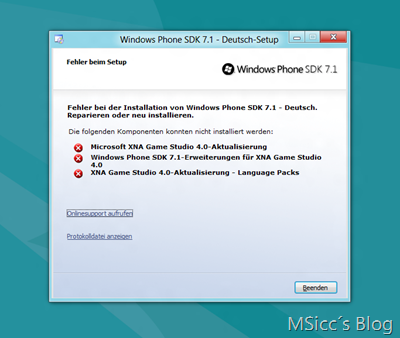 Windows Phone SDK 7.1 - Deutsch-Setup
Fehler beim Setup
Windows Phone SDK 7.1
Fehler bei der Installation von Windows Phone SDK 7.1 - Deutsch.
Reparieren oder neu installieren.
Die folgenden Komponenten konnten nicht installiert werden:
Microsoft XNA Game Studio 4.0-Aktualisierung
Windows Phone SDK 7.1-Erweiterungen für XNA Game Studio
4.0
XNA Game Studio 4.0-Aktualisierung - Language Packs
Onlinesupport aufrufen
Protokolldatei anzeigen
Beenden
MSicc´s Blog